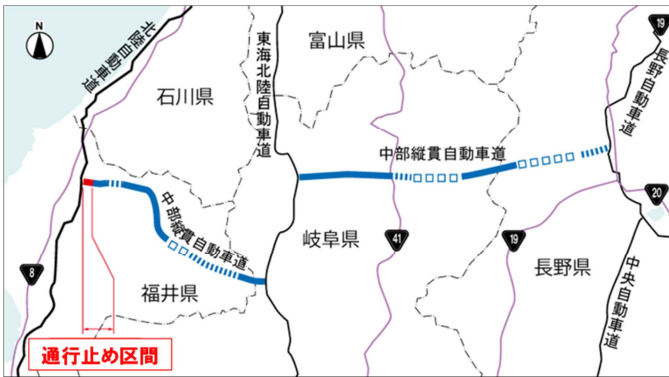 N
北陸自動車道
石川県
東海北陸自動車道
富山県
19
長野自動車道
中部縦貫自動車道
中部縦貫自動車道
岐阜県
41
19
20
長野県
中央自動車道
8
福井県
通行止め区間